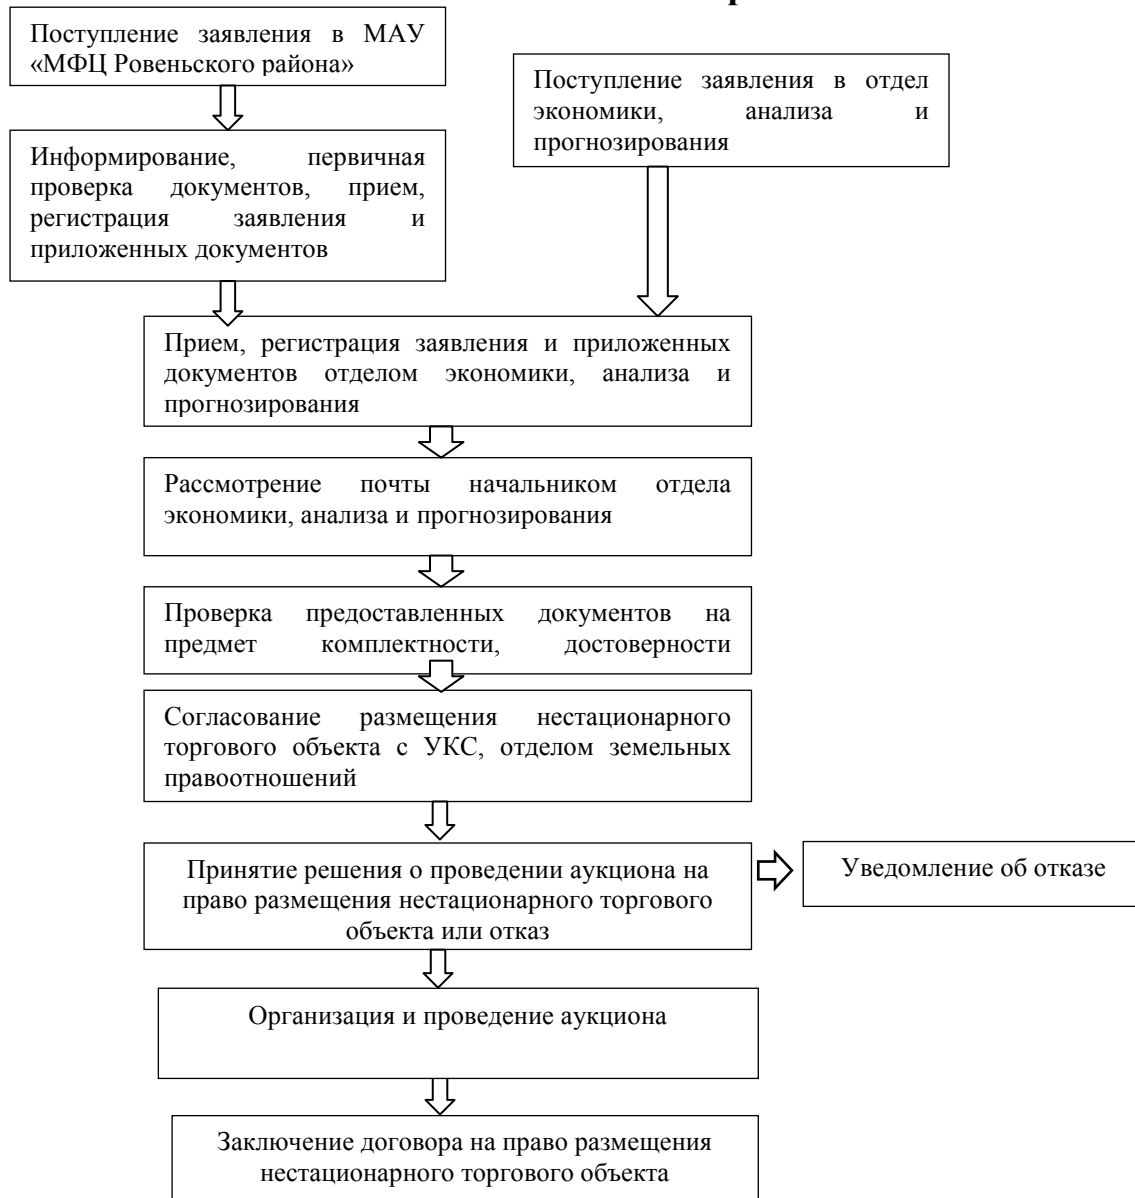 Поступление заявления в МАУ
«МФЦ Ровеньского района»
Поступление заявления в отдел
экономики, анализа и
прогнозирования
Информирование, первичная
проверка документов, прием,
регистрация заявления и
приложенных документов
Прием, регистрация заявления и приложенных
документов отделом экономики, анализа и
прогнозирования
Рассмотрение почты начальником отдела
экономики, анализа и прогнозирования
Проверка предоставленных документов на
предмет комплектности, достоверности
Согласование размещения нестационарного
торгового объекта с УКС, отделом земельных
правоотношений
Принятие решения о проведении аукциона на
право размещения нестационарного торгового
объекта или отказ
Уведомление об отказе
Организация и проведение аукциона
Заключение договора на право размещения
нестационарного торгового объекта